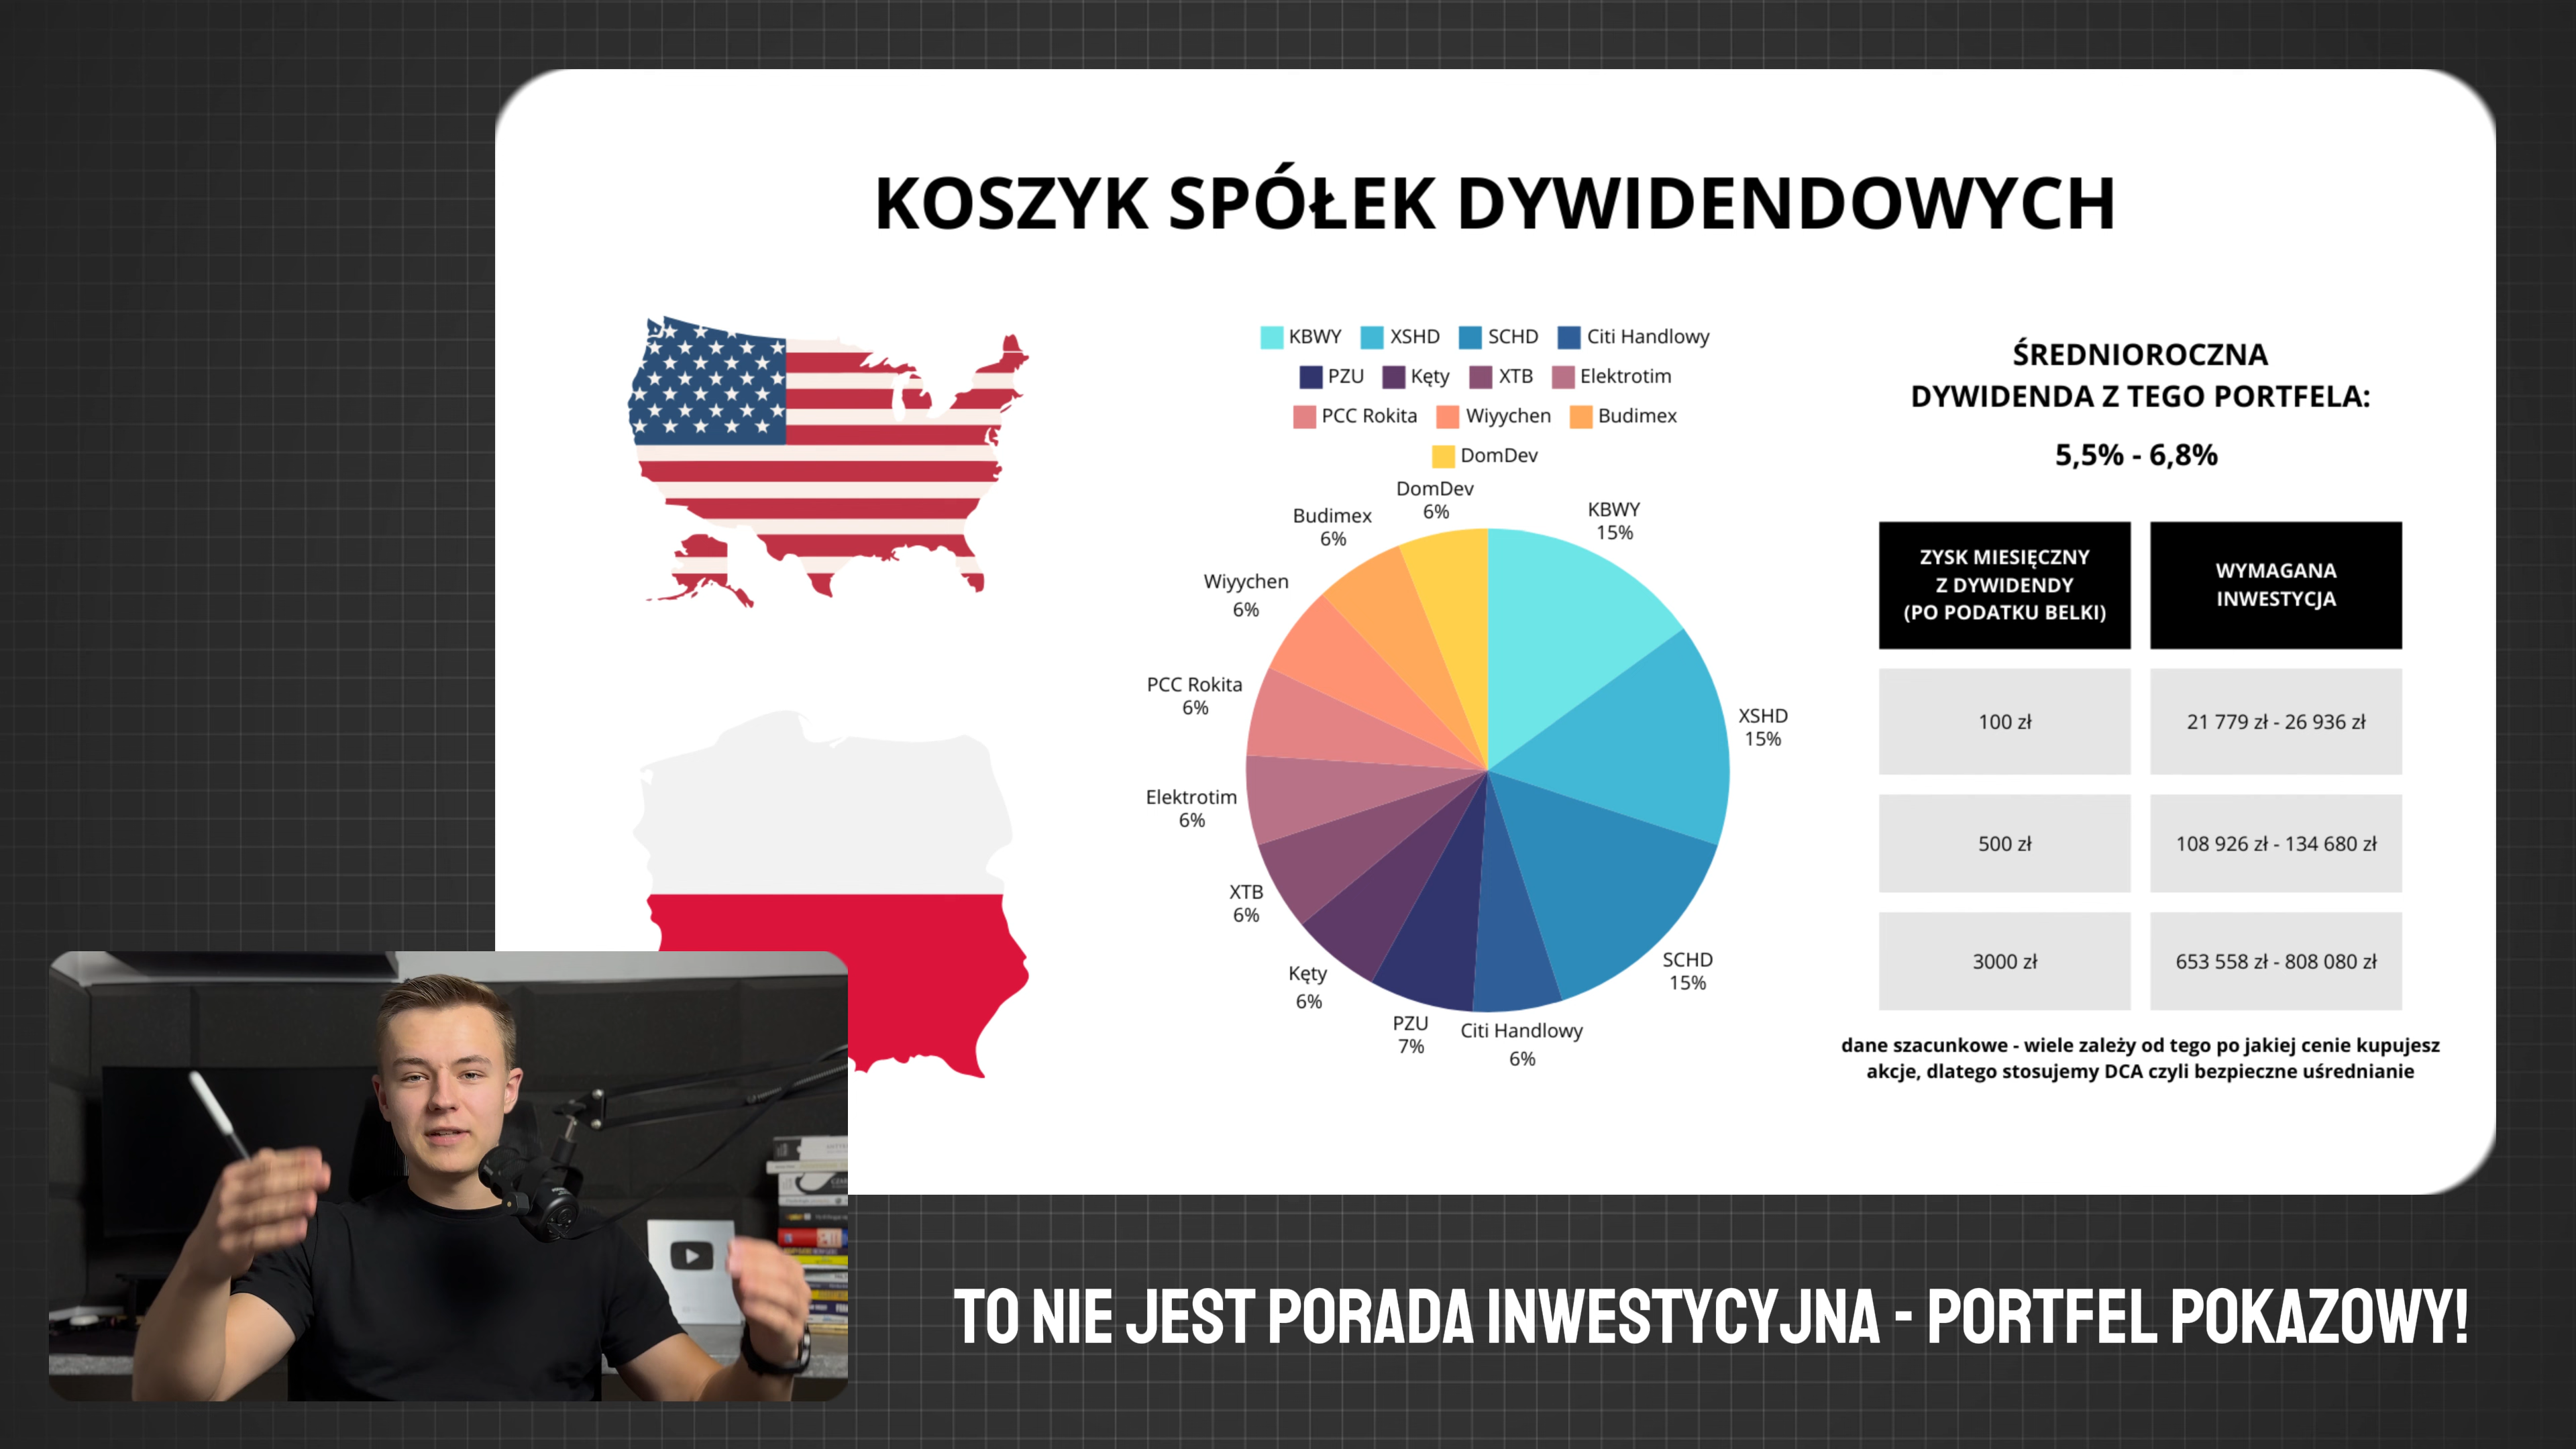 KOSZYK SPÓŁEK DYWIDENDOWYCH
KBWY XSHD SCHD Citi Handlowy
PZU Kęty XTB Elektrotim
PCC Rokita Wiyychen Budimex
DomDev
DomDev
6%
Budimex
6%
KBWY
15%
Wiyychen
6%
PCC Rokita
6%
XSHD
15%
Elektrotim
6%
XTB
6%
SCHD
15%
Kęty
6%
PZU
7%
Citi Handlowy
6%
ŚREDNIOROCZNA
DYWIDENDA Z TEGO PORTFELA:
5,5% - 6,8%
ZYSK MIESIĘCZNY
Z DYWIDENDY
(PO PODATKU BELKI)
WYMAGANA
INWESTYCJA
100 zł
21 779 zł - 26 936 zł
500 zł
108 926 zł - 134 680 zł
3000 zł
653 558 zł - 808 080 zł
dane szacunkowe - wiele zależy od tego po jakiej cenie kupujesz
akcje, dlatego stosujemy DCA czyli bezpieczne uśrednianie
TO NIE JEST PORADA INWESTYCYJNA - PORTFEL POKAZOWY!